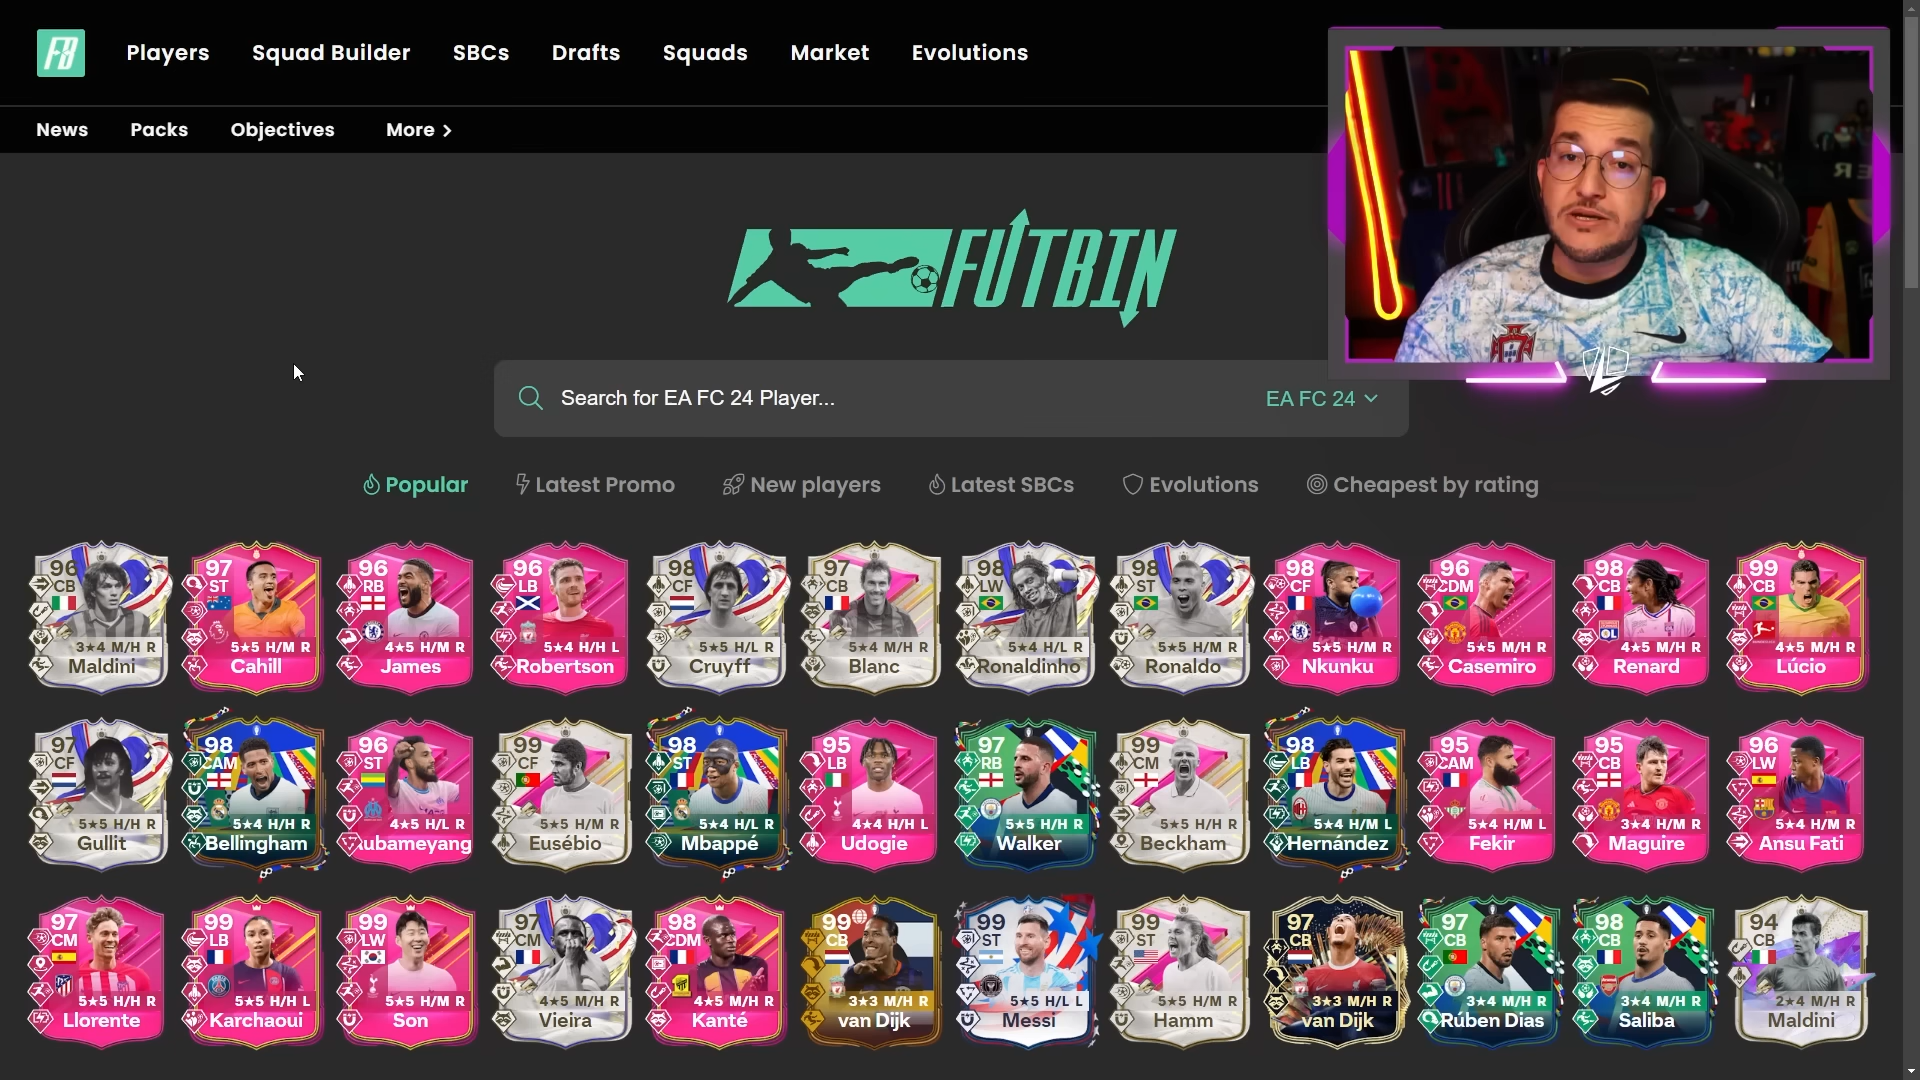 FB Players Squad Builder SBCs Drafts Squads Market Evolutions
News Packs Objectives More
FUTBIN
Search for EA FC 24 Player... EA FC 24
Popular Latest Promo New players Latest SBCs Evolutions Cheapest by rating
96 97 96 96 98 97 98 98 98 96 98 99
CB ST RB LB CF CB LW ST CF CDM CB CB
3★4 M/H R 5★5 H/M R 4★5 H/M R 5★4 H/H L 5★5 H/L R 4★4 M/H R 5★4 H/L R 5★5 H/M R 5★5 H/M R 5★5 M/H R 4★5 M/H R 4★5 M/H R
Maldini Cahill James Robertson Cruyff Blanc Ronaldinho Ronaldo Nkunku Casemiro Renard Lúcio
97 98 96 99 98 95 97 99 98 95 95 96
CF CAM ST CF ST LB RB CM LB CAM CB LW
5★5 H/H R 5★4 H/H R 4★5 H/L R 5★5 H/M R 5★4 H/L R 4★4 H/H L 5★5 H/H R 5★5 H/H R 5★4 H/M L 5★4 H/M L 3★4 M/H R 5★4 H/M R
Gullit Bellingham ubameyang Eusébio Mbappé Udogie Walker Beckham Hernández Fekir Maguire Ansu Fati
97 99 99 97 98 99 99 99 97 97 98 94
CM LB LW CM CDM CB ST ST CB CB CB CB
5★5 H/H R 5★5 H/H L 5★5 H/M R 4★5 M/H R 4★5 M/H R 3★3 M/H R 5★5 H/L L 5★5 H/M R 3★3 M/H R 3★4 M/H R 3★4 M/H R 2★4 M/H R
Llorente Karchaoui Son Vieira Kanté van Dijk Messi Hamm van Dijk Rúben Dias Saliba Maldini